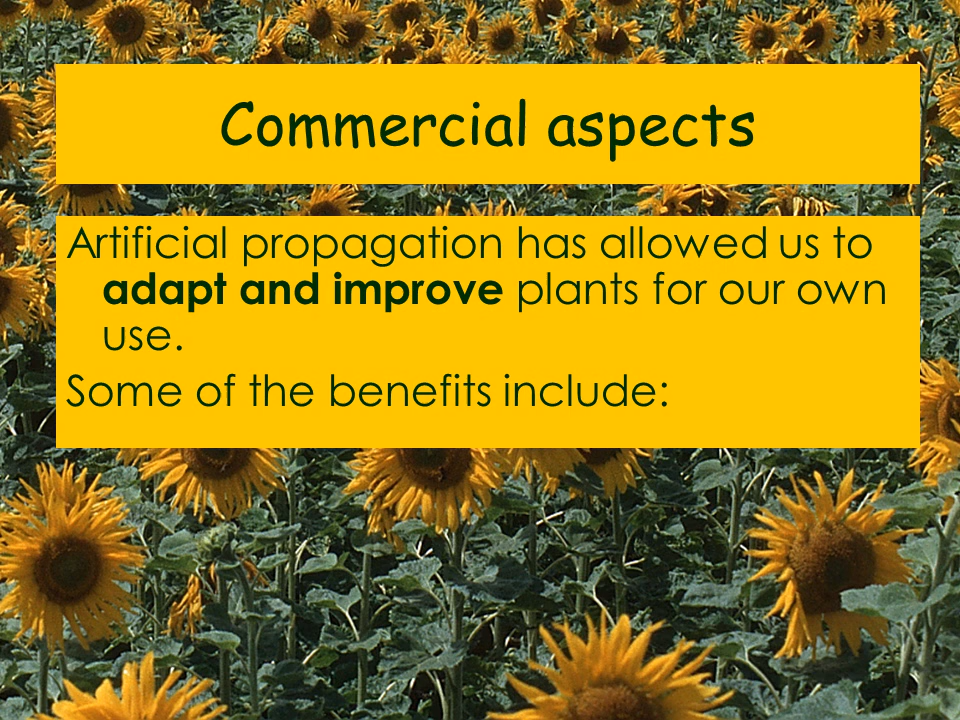 Commercial aspects
Artificial propagation has allowed us to
adapt and improve plants for our own
use.
Some of the benefits include: